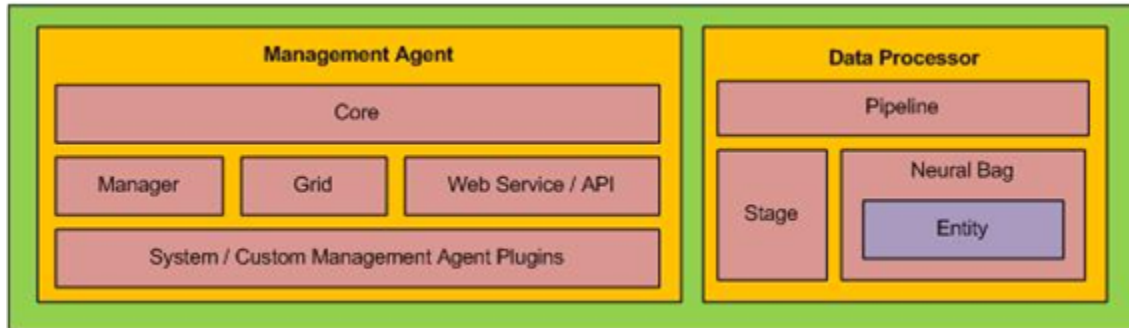 Management Agent
Core
Manager
Grid
Web Service / API
System / Custom Management Agent Plugins
Data Processor
Pipeline
Stage
Neural Bag
Entity